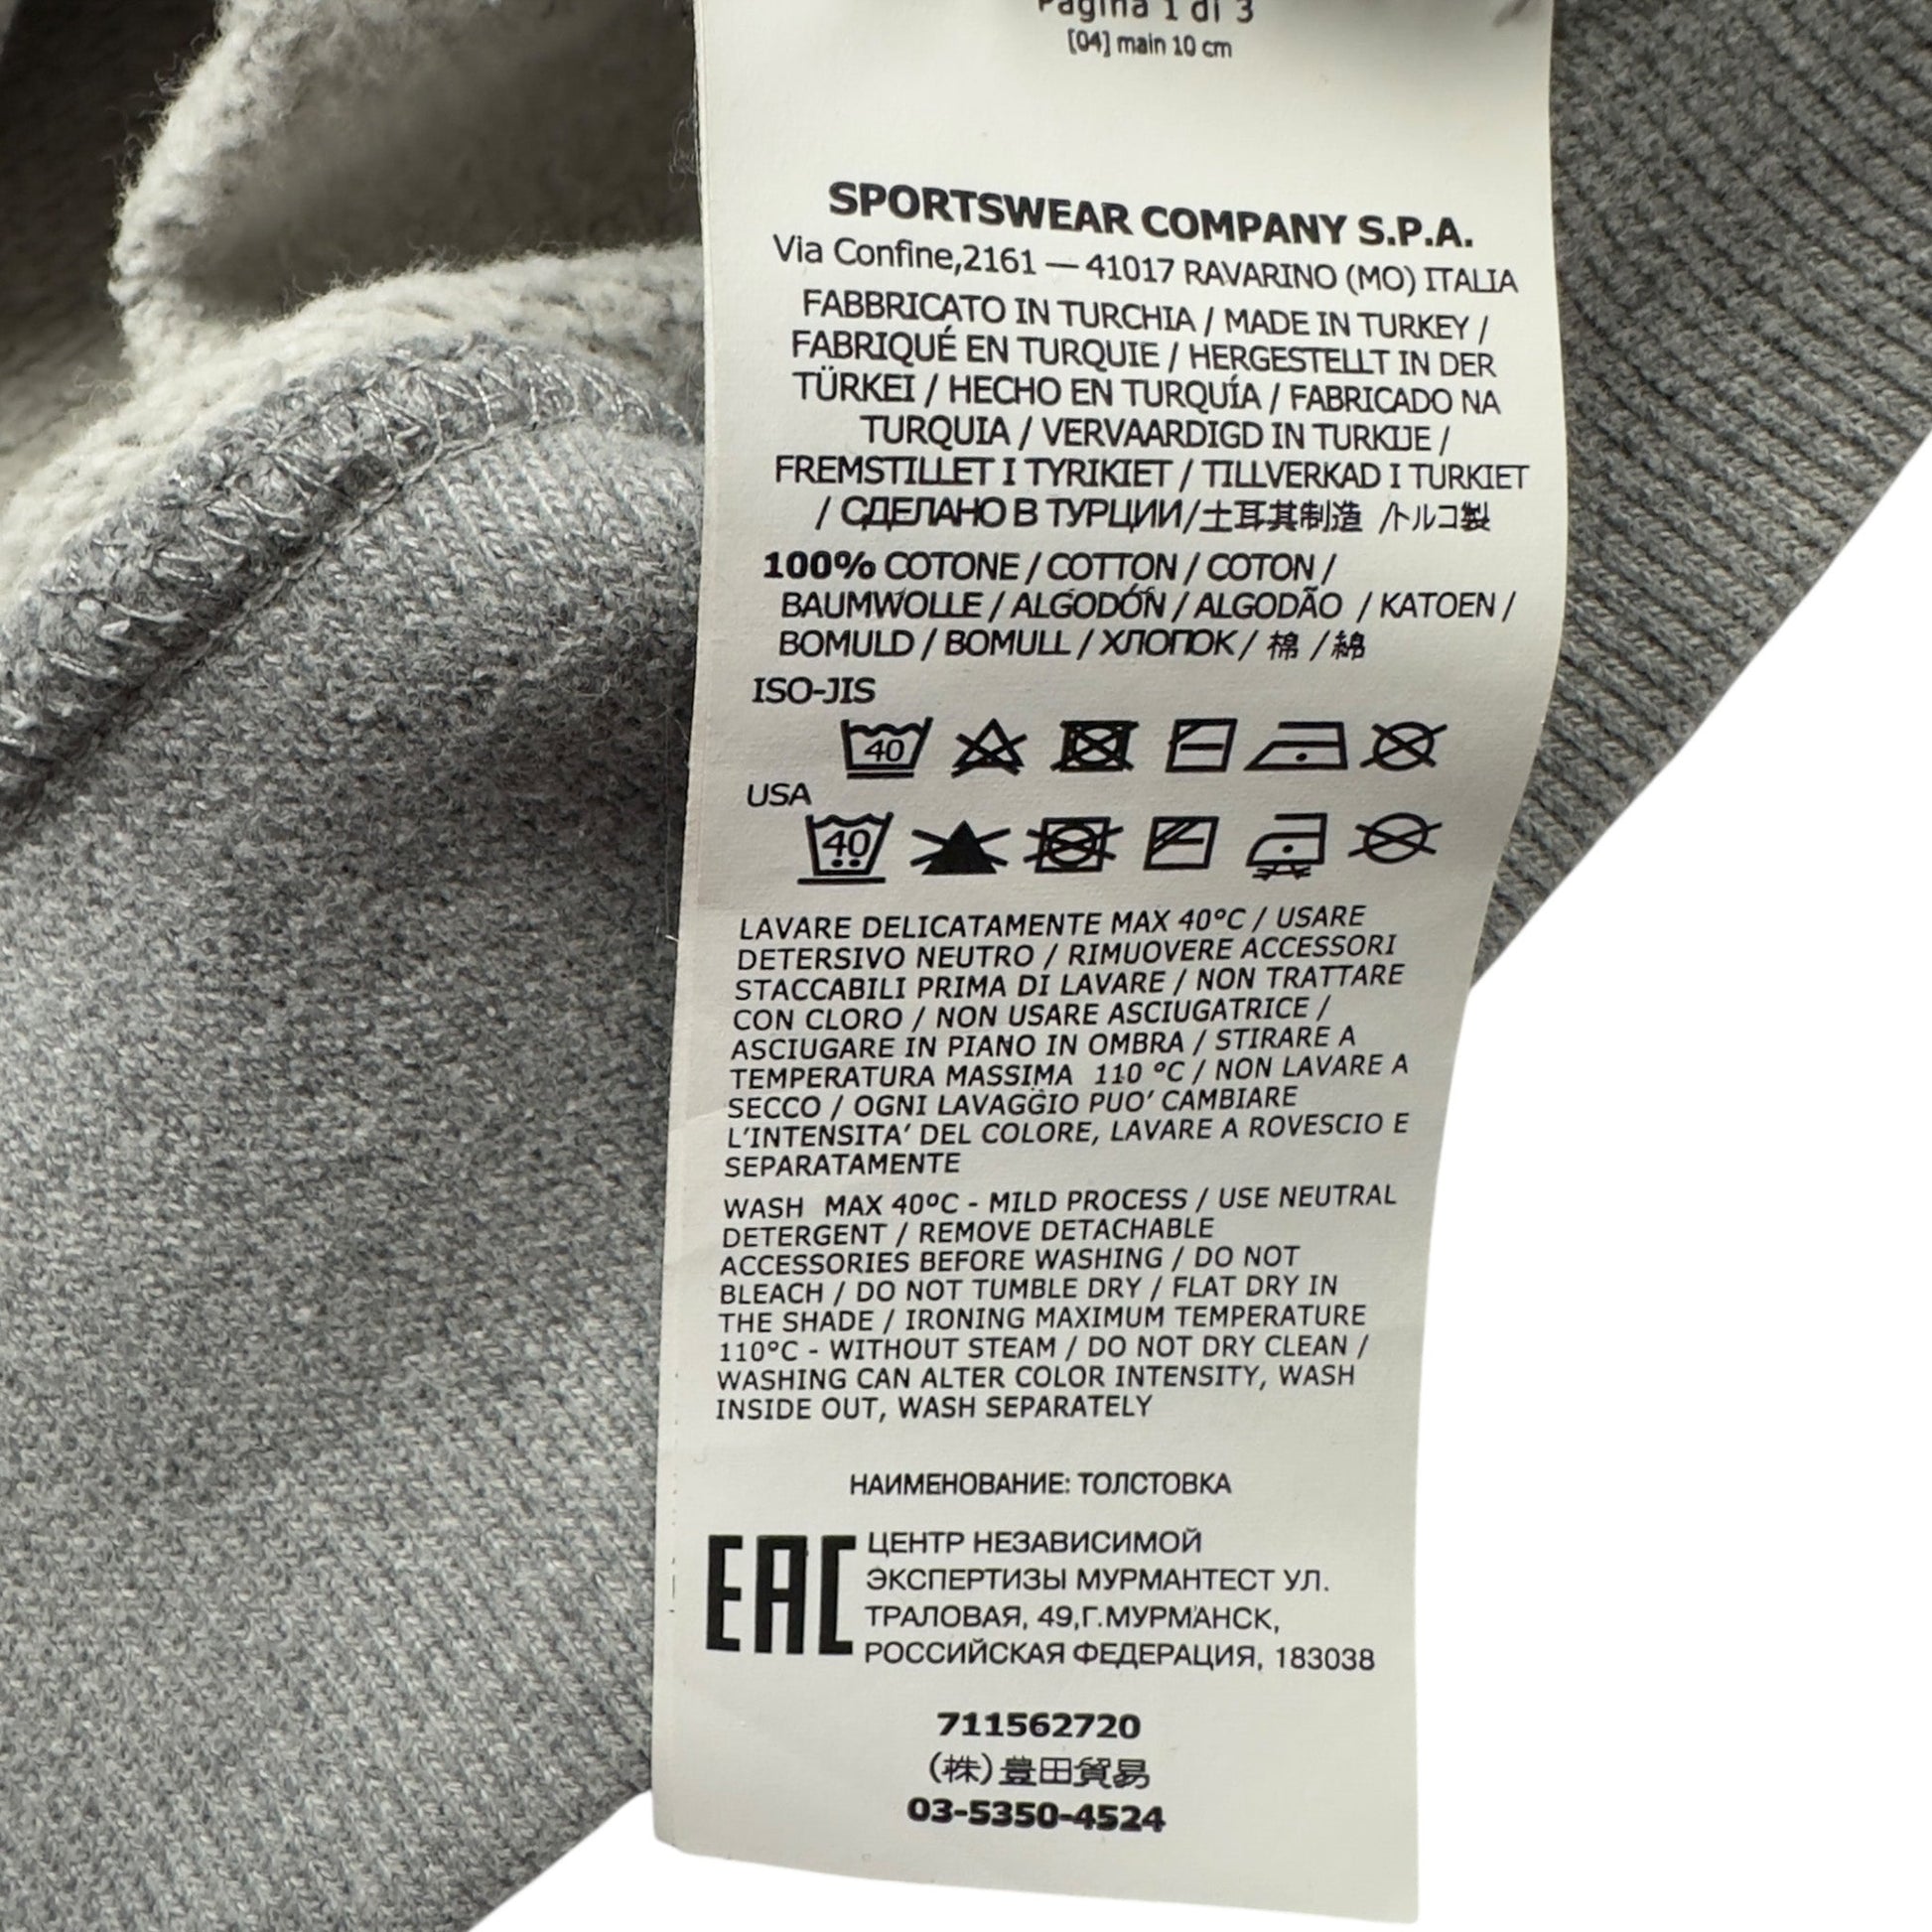 Pagina 1 di 3
[04] main 10 cm
SPORTSWEAR COMPANY S.P.A.
Via Confine,2161 — 41017 RAVARINO (MO) ITALIA
FABBRICATO IN TURCHIA / MADE IN TURKEY /
FABRIQUÉ EN TURQUIE / HERGESTELLT IN DER
TÜRKEI / HECHO EN TURQUÍA / FABRICADO NA
TURQUIA / VERVAARDIGD IN TURKIJE /
FREMSTILLET I TYRIKIET / TILLVERKAD I TURKIET
/ СДЕЛАНО В ТУРЦИИ/土耳其制造 /トルコ製
100% COTONE / COTTON / COTON /
BAUMWOLLE / ALGODÓN / ALGODÃO / KATOEN /
BOMULD / BOMULL / ХЛОПОК / 棉 / 綿
ISO-JIS
40
USA
40
LAVARE DELICATAMENTE MAX 40°C / USARE
DETERSIVO NEUTRO / RIMUOVERE ACCESSORI
STACCABILI PRIMA DI LAVARE / NON TRATTARE
CON CLORO / NON USARE ASCIUGATRICE /
ASCIUGARE IN PIANO IN OMBRA / STIRARE A
TEMPERATURA MASSIMA 110 °C / NON LAVARE A
SECCO / OGNI LAVAGGIO PUO' CAMBIARE
L'INTENSITA' DEL COLORE, LAVARE A ROVESCIO E
SEPARATAMENTE
WASH MAX 40ºC - MILD PROCESS / USE NEUTRAL
DETERGENT / REMOVE DETACHABLE
ACCESSORIES BEFORE WASHING / DO NOT
BLEACH / DO NOT TUMBLE DRY / FLAT DRY IN
THE SHADE / IRONING MAXIMUM TEMPERATURE
110°C - WITHOUT STEAM / DO NOT DRY CLEAN /
WASHING CAN ALTER COLOR INTENSITY, WASH
INSIDE OUT, WASH SEPARATELY
НАИМЕНОВАНИЕ: ТОЛСТОВКА
EAC
ЦЕНТР НЕЗАВИСИМОЙ
ЭКСПЕРТИЗЫ МУРМАНТЕСТ УЛ.
ТРАЛОВАЯ, 49,Г.МУРМАНСК,
РОССИЙСКАЯ ФЕДЕРАЦИЯ, 183038
711562720
(株)豊田貿易
03-5350-4524